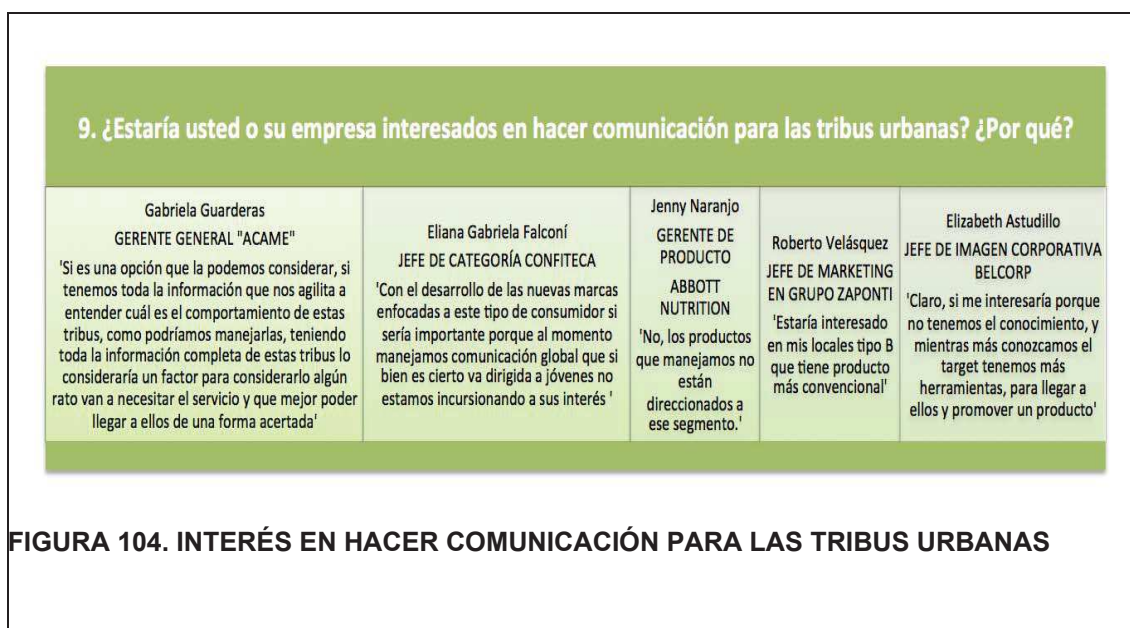 9. ¿Estaría usted o su empresa interesados en hacer comunicación para las tribus urbanas? ¿Por qué?
Gabriela Guarderas
GERENTE GENERAL "ACAME"
'Si es una opción que la podemos considerar, si
tenemos toda la información que nos agilita a
entender cuál es el comportamiento de estas
tribus, como podríamos manejarlas, teniendo
toda la información completa de estas tribus lo
consideraría un factor para considerarlo algún
rato van a necesitar el servicio y que mejor poder
llegar a ellos de una forma acertada'
Eliana Gabriela Falconí
JEFE DE CATEGORÍA CONFITECA
'Con el desarrollo de las nuevas marcas
enfocadas a este tipo de consumidor si
sería importante porque al momento
manejamos comunicación global que si
bien es cierto va dirigida a jóvenes no
estamos incursionando a sus interés '
Jenny Naranjo
GERENTE DE
PRODUCTO
ABBOTT
NUTRITION
'No, los productos
que manejamos no
están
direccionados a
ese segmento.'
Roberto Velásquez
JEFE DE MARKETING
EN GRUPO ZAPONTI
'Estaría interesado
en mis locales tipo B
que tiene producto
más convencional'
Elizabeth Astudillo
JEFE DE IMAGEN CORPORATIVA
BELCORP
'Claro, si me interesaría porque
no tenemos el conocimiento, y
mientras más conozcamos el
target tenemos más
herramientas, para llegar a
ellos y promover un producto'
FIGURA 104. INTERÉS EN HACER COMUNICACIÓN PARA LAS TRIBUS URBANAS